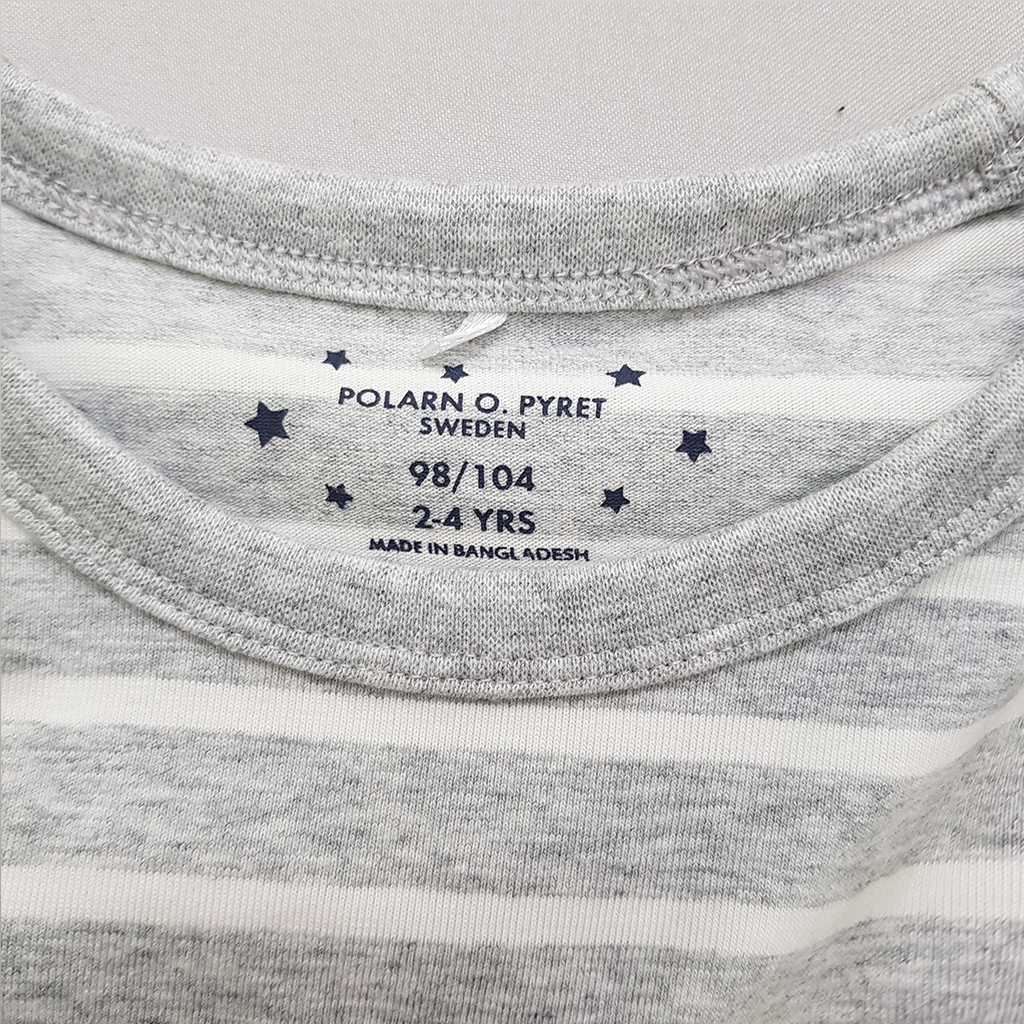 POLARN O. PYRET
SWEDEN
98/104
2-4 YRS
MADE IN BANGLADESH